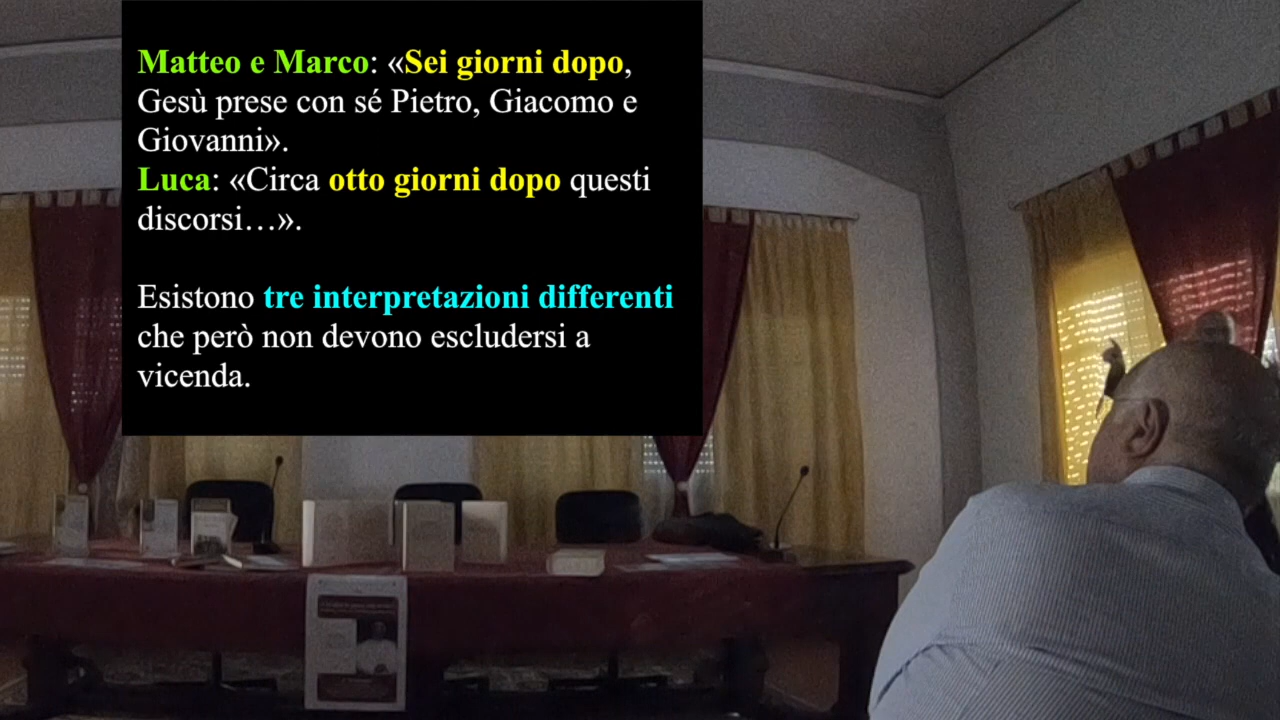 Matteo e Marco: «Sei giorni dopo,
Gesù prese con sé Pietro, Giacomo e
Giovanni».
Luca: «Circa otto giorni dopo questi
discorsi…».
Esistono tre interpretazioni differenti
che però non devono escludersi a
vicenda.